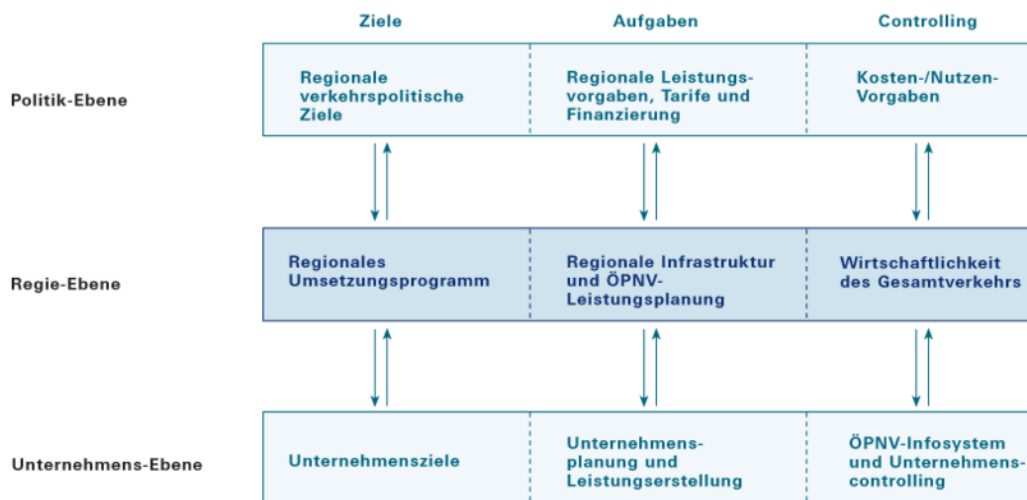 Ziele Aufgaben Controlling
Politik-Ebene
Regionale
verkehrspolitische
Ziele
Regionale Leistungs-
vorgaben, Tarife und
Finanzierung
Kosten-/Nutzen-
Vorgaben
Regie-Ebene
Regionales
Umsetzungsprogramm
Regionale Infrastruktur
und ÖPNV-
Leistungsplanung
Wirtschaftlichkeit
des Gesamtverkehrs
Unternehmens-Ebene
Unternehmensziele
Unternehmens-
planung und
Leistungserstellung
ÖPNV-Infosystem
und Unternehmens-
controlling